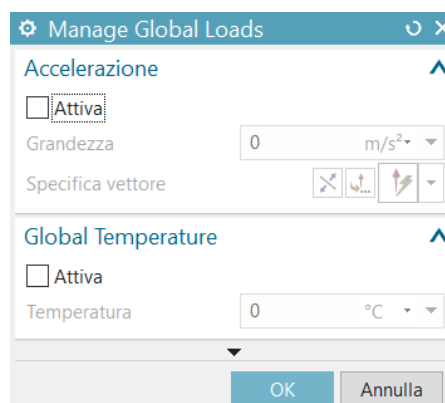 Manage Global Loads
Accelerazione
Attiva
Grandezza 0 m/s²
Specifica vettore
Global Temperature
Attiva
Temperatura 0 °C
OK Annulla